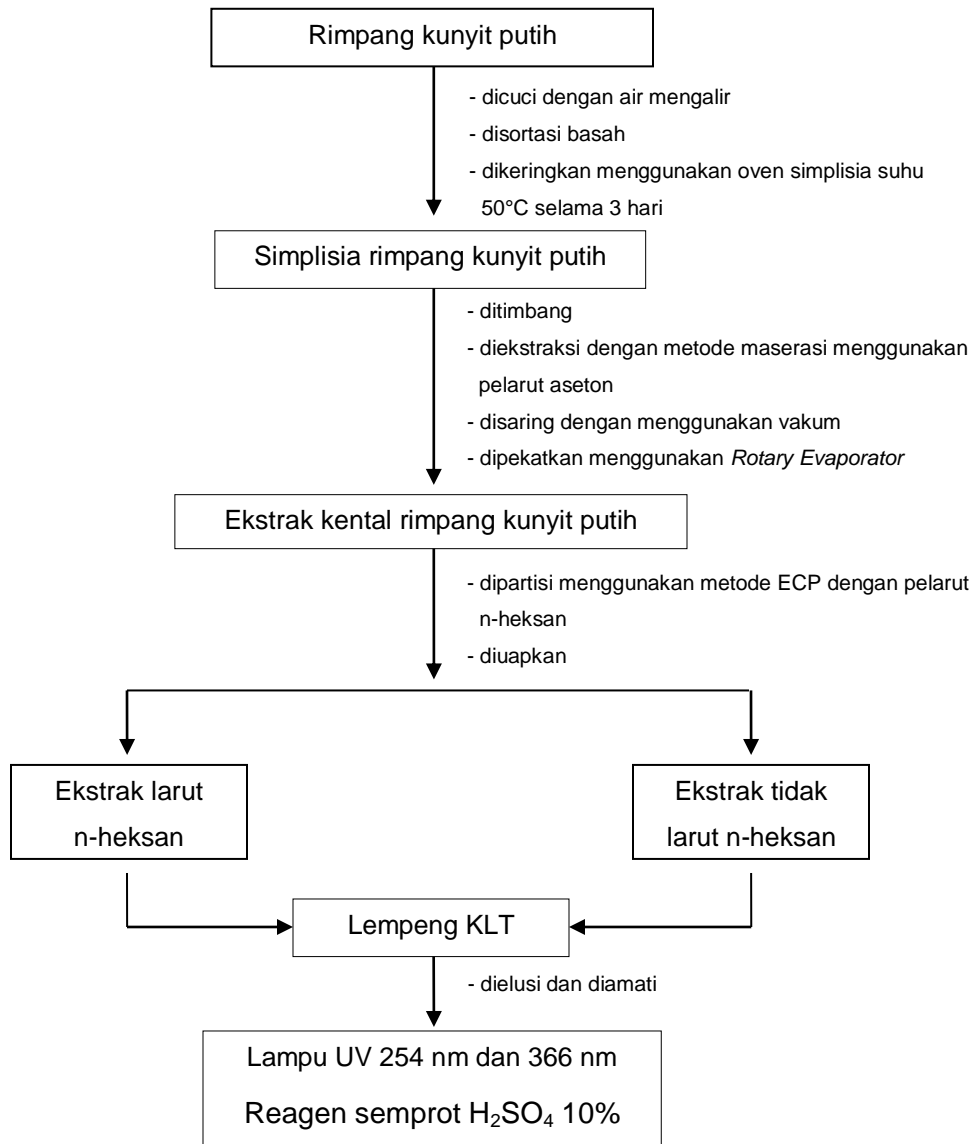 Rimpang kunyit putih
- dicuci dengan air mengalir
- disortasi basah
- dikeringkan menggunakan oven simplisia suhu
50°C selama 3 hari
Simplisia rimpang kunyit putih
- ditimbang
- diekstraksi dengan metode maserasi menggunakan
pelarut aseton
- disaring dengan menggunakan vakum
- dipekatkan menggunakan Rotary Evaporator
Ekstrak kental rimpang kunyit putih
- dipartisi menggunakan metode ECP dengan pelarut
n-heksan
- diuapkan
Ekstrak larut
n-heksan
Ekstrak tidak
larut n-heksan
Lempeng KLT
- dielusi dan diamati
Lampu UV 254 nm dan 366 nm
Reagen semprot H₂SO₄ 10%